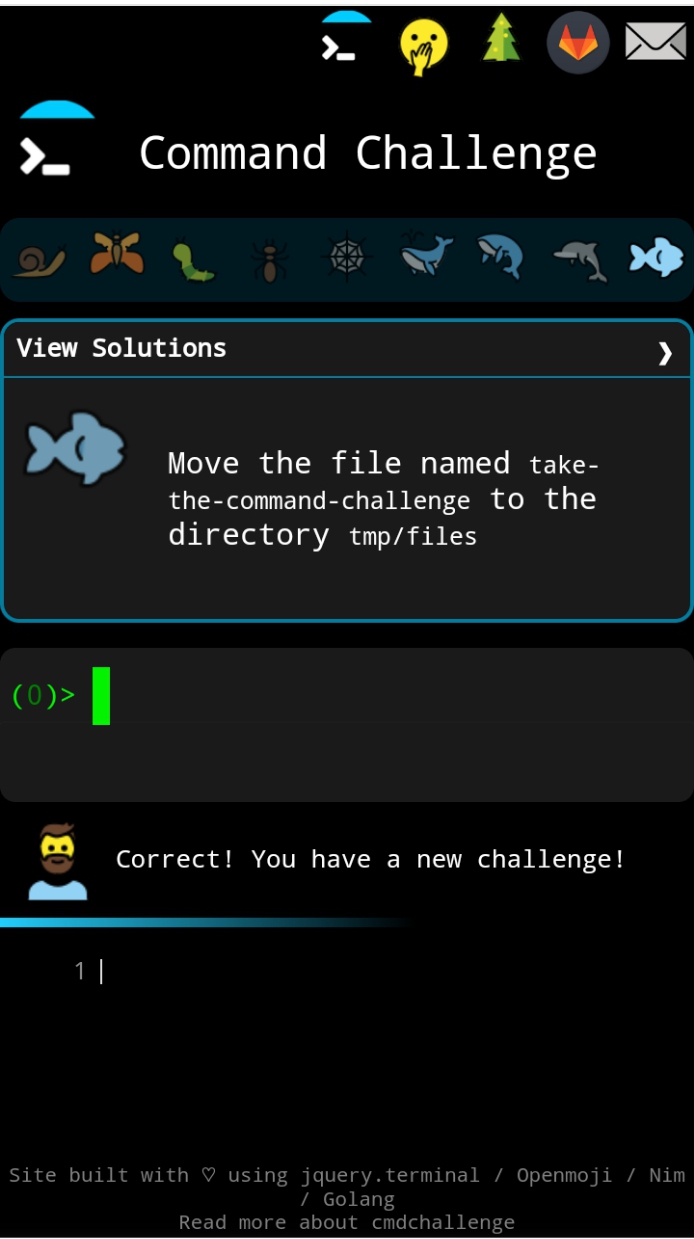 Command Challenge
View Solutions ❯
Move the file named take-
the-command-challenge to the
directory tmp/files
(0)>
Correct! You have a new challenge!
1
Site built with ♡ using jquery.terminal / Openmoji / Nim
/ Golang
Read more about cmdchallenge